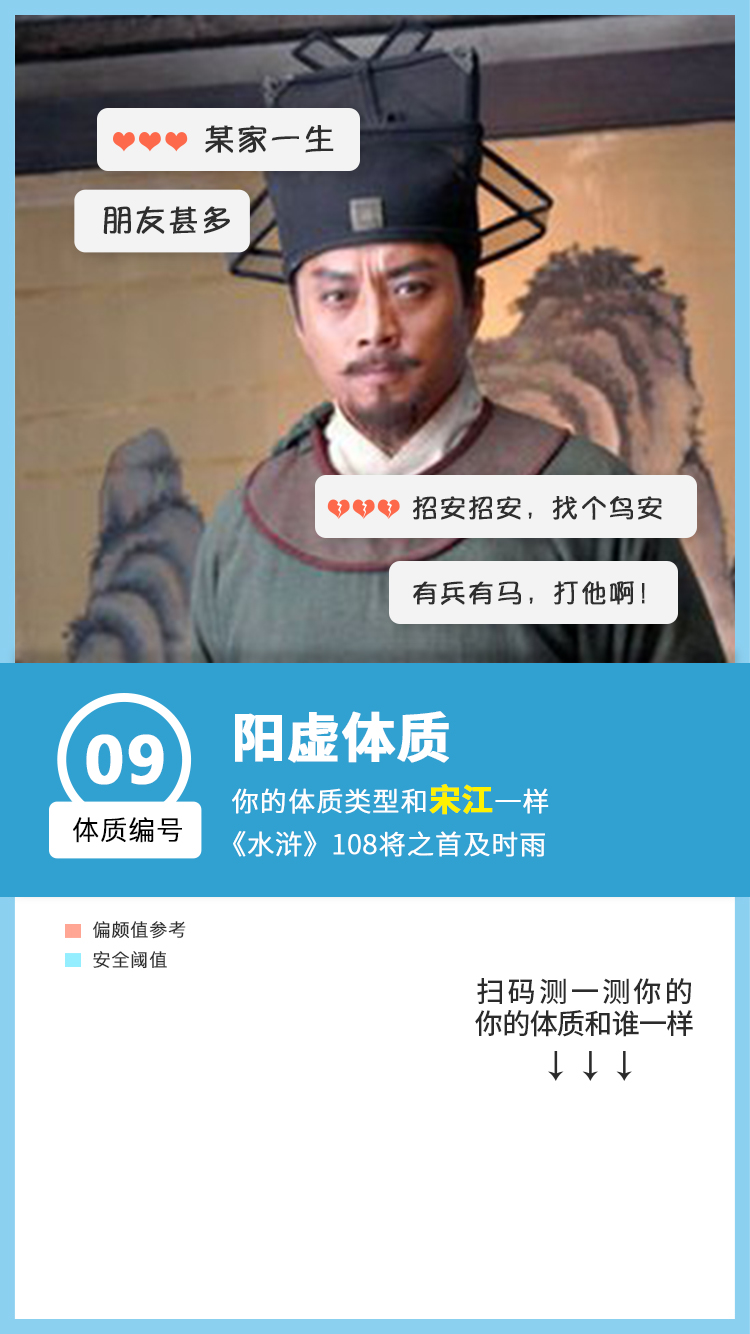 某家一生
朋友甚多
招安招安，找个鸟安
有兵有马，打他啊！
09
体质编号
阳虚体质
你的体质类型和宋江一样
《水浒》108将之首及时雨
偏颇值参考
安全阈值
扫码测一测你的
你的体质和谁一样
↓ ↓ ↓